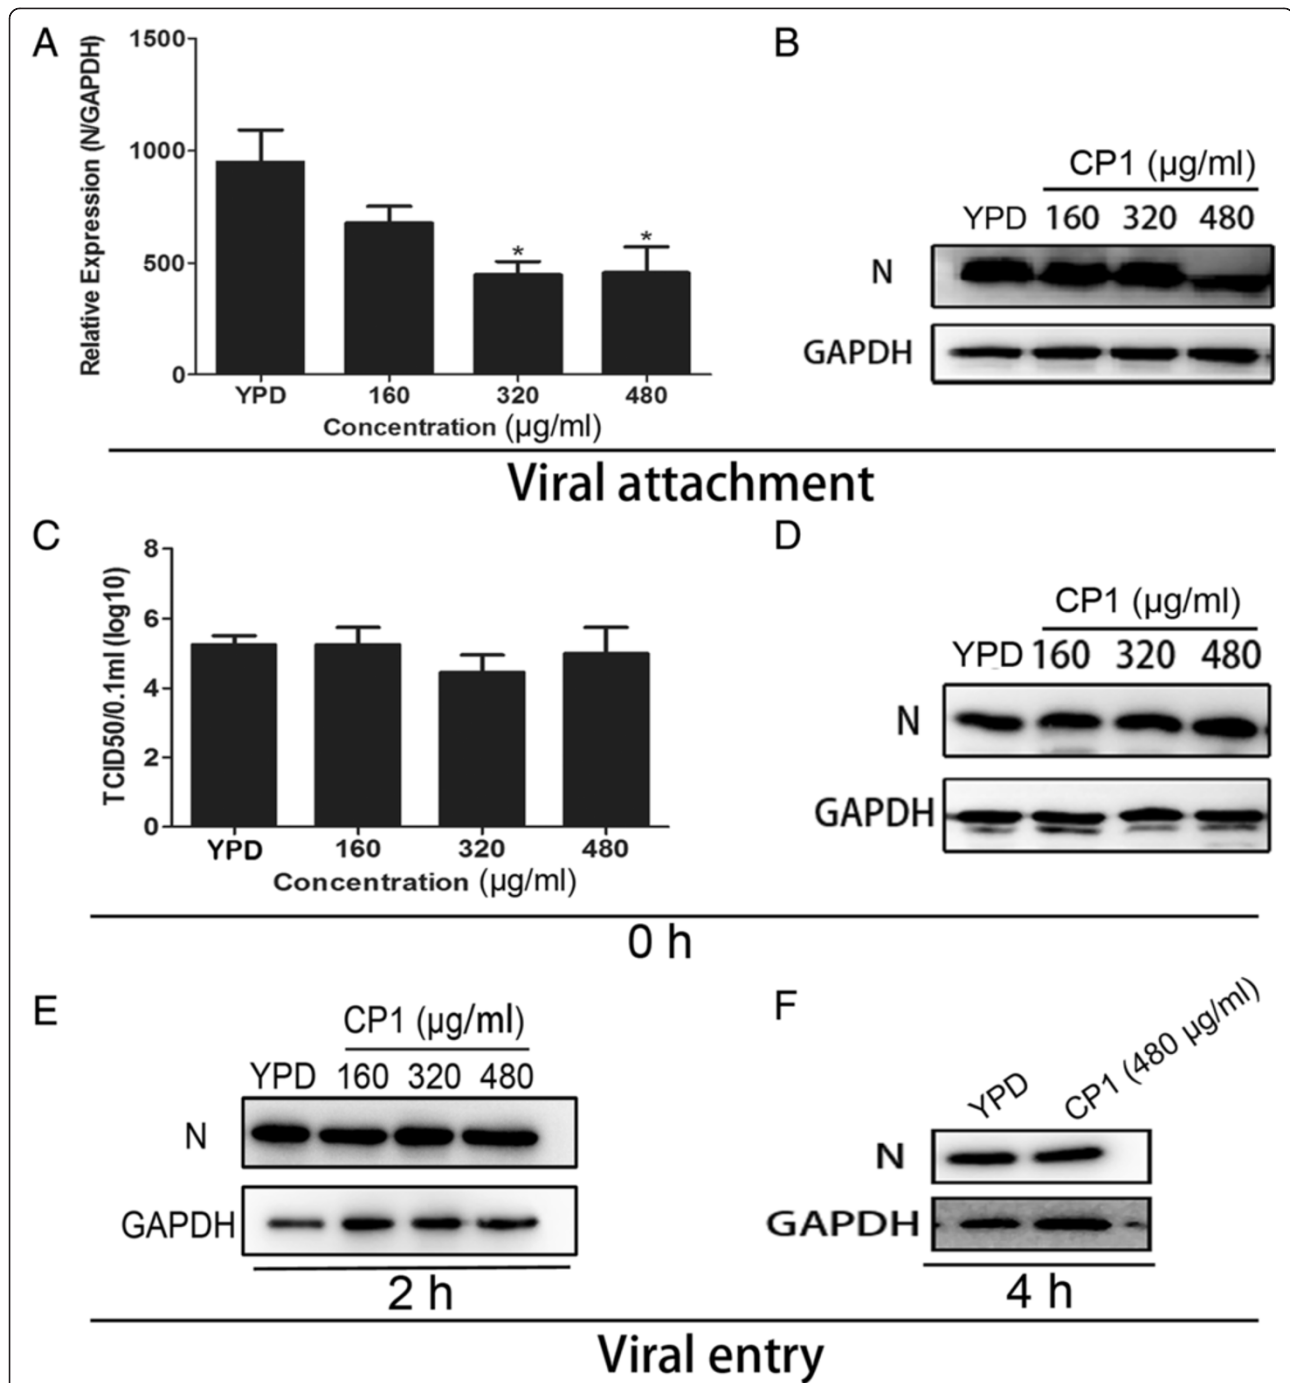 A
Relative Expression (N/GAPDH)
1500
1000
500
0
*
*
YPD 160 320 480
Concentration (µg/ml)
B
CP1 (µg/ml)
YPD 160 320 480
N
GAPDH
Viral attachment
C
TCID50/0.1ml (log10)
8
6
4
2
0
YPD 160 320 480
Concentration (µg/ml)
D
CP1 (µg/ml)
YPD 160 320 480
N
GAPDH
0 h
E
CP1 (µg/ml)
YPD 160 320 480
N
GAPDH
2 h
F
YPD CP1 (480 µg/ml)
N
GAPDH
4 h
Viral entry